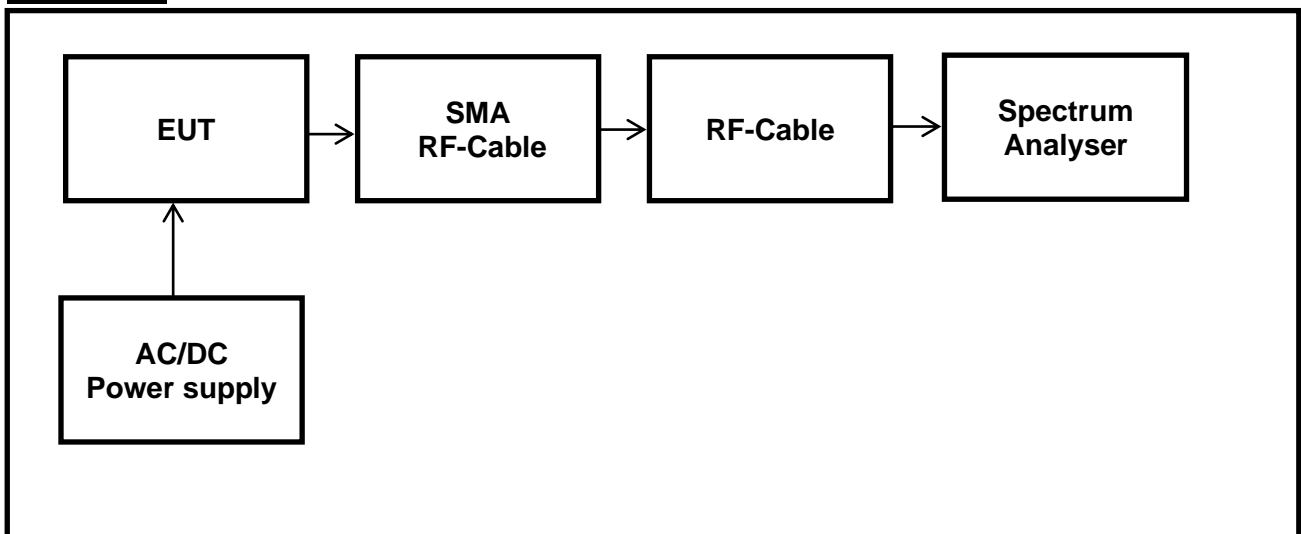 EUT
SMA
RF-Cable
RF-Cable
Spectrum
Analyser
AC/DC
Power supply